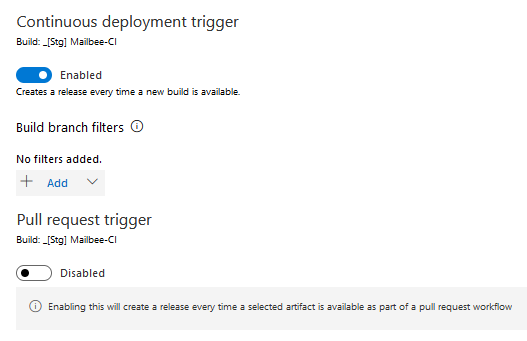 Continuous deployment trigger
Build: _[Stg] Mailbee-CI
Enabled
Creates a release every time a new build is available.
Build branch filters
No filters added.
Add
Pull request trigger
Build: _[Stg] Mailbee-CI
Disabled
Enabling this will create a release every time a selected artifact is available as part of a pull request workflow